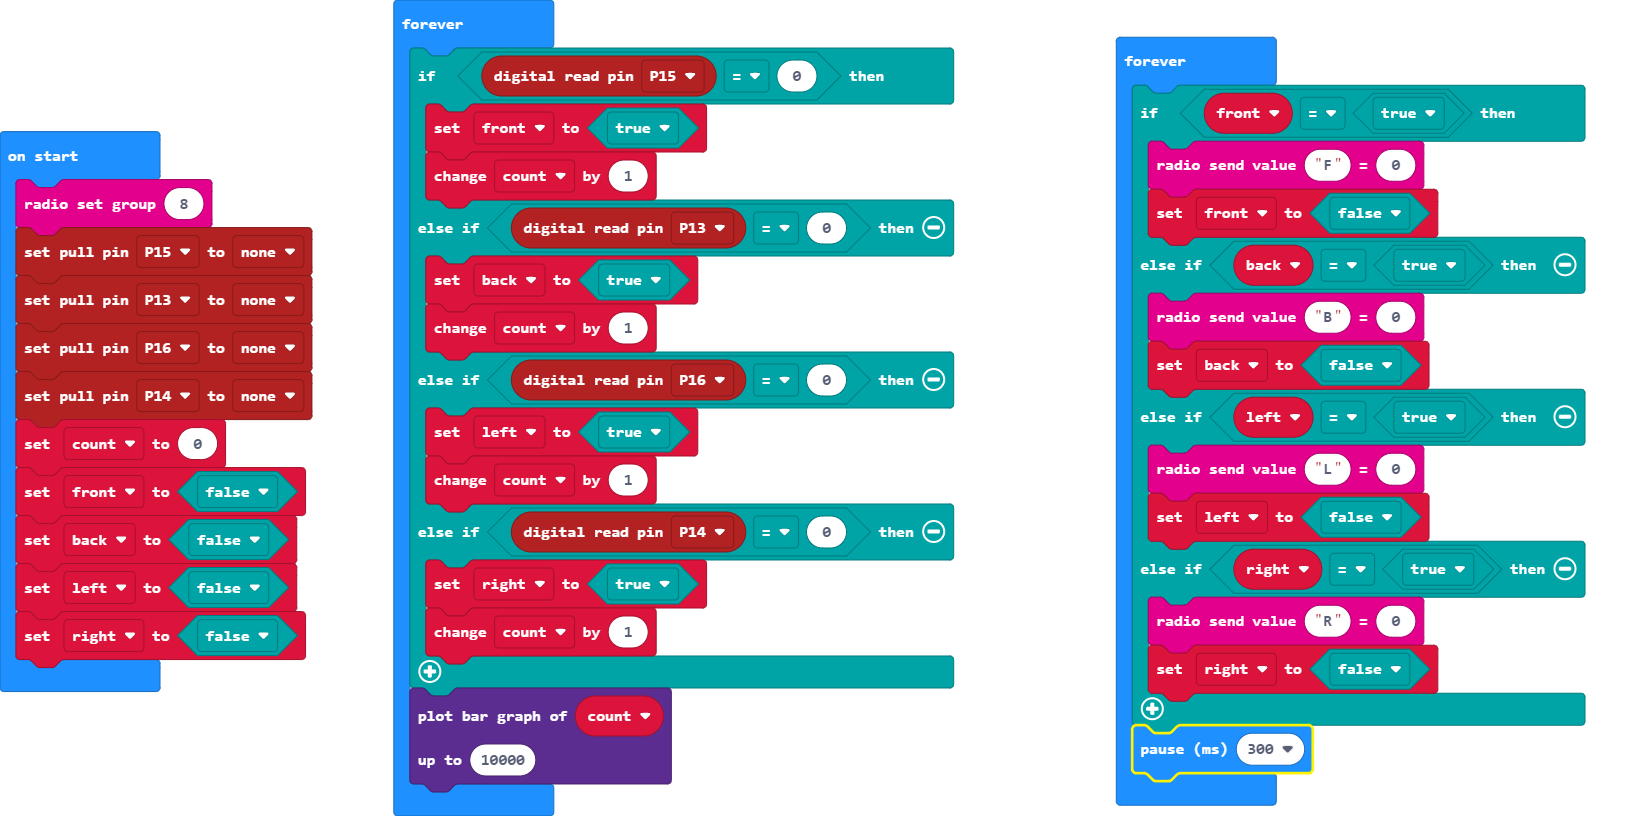 on start
radio set group 8
set pull pin P15 to none
set pull pin P13 to none
set pull pin P16 to none
set pull pin P14 to none
set count to 0
set front to false
set back to false
set left to false
set right to false
forever
if digital read pin P15 = 0 then
set front to true
change count by 1
else if digital read pin P13 = 0 then
set back to true
change count by 1
else if digital read pin P16 = 0 then
set left to true
change count by 1
else if digital read pin P14 = 0 then
set right to true
change count by 1
plot bar graph of count
up to 10000
forever
if front = true then
radio send value "F" = 0
set front to false
else if back = true then
radio send value "B" = 0
set back to false
else if left = true then
radio send value "L" = 0
set left to false
else if right = true then
radio send value "R" = 0
set right to false
pause (ms) 300